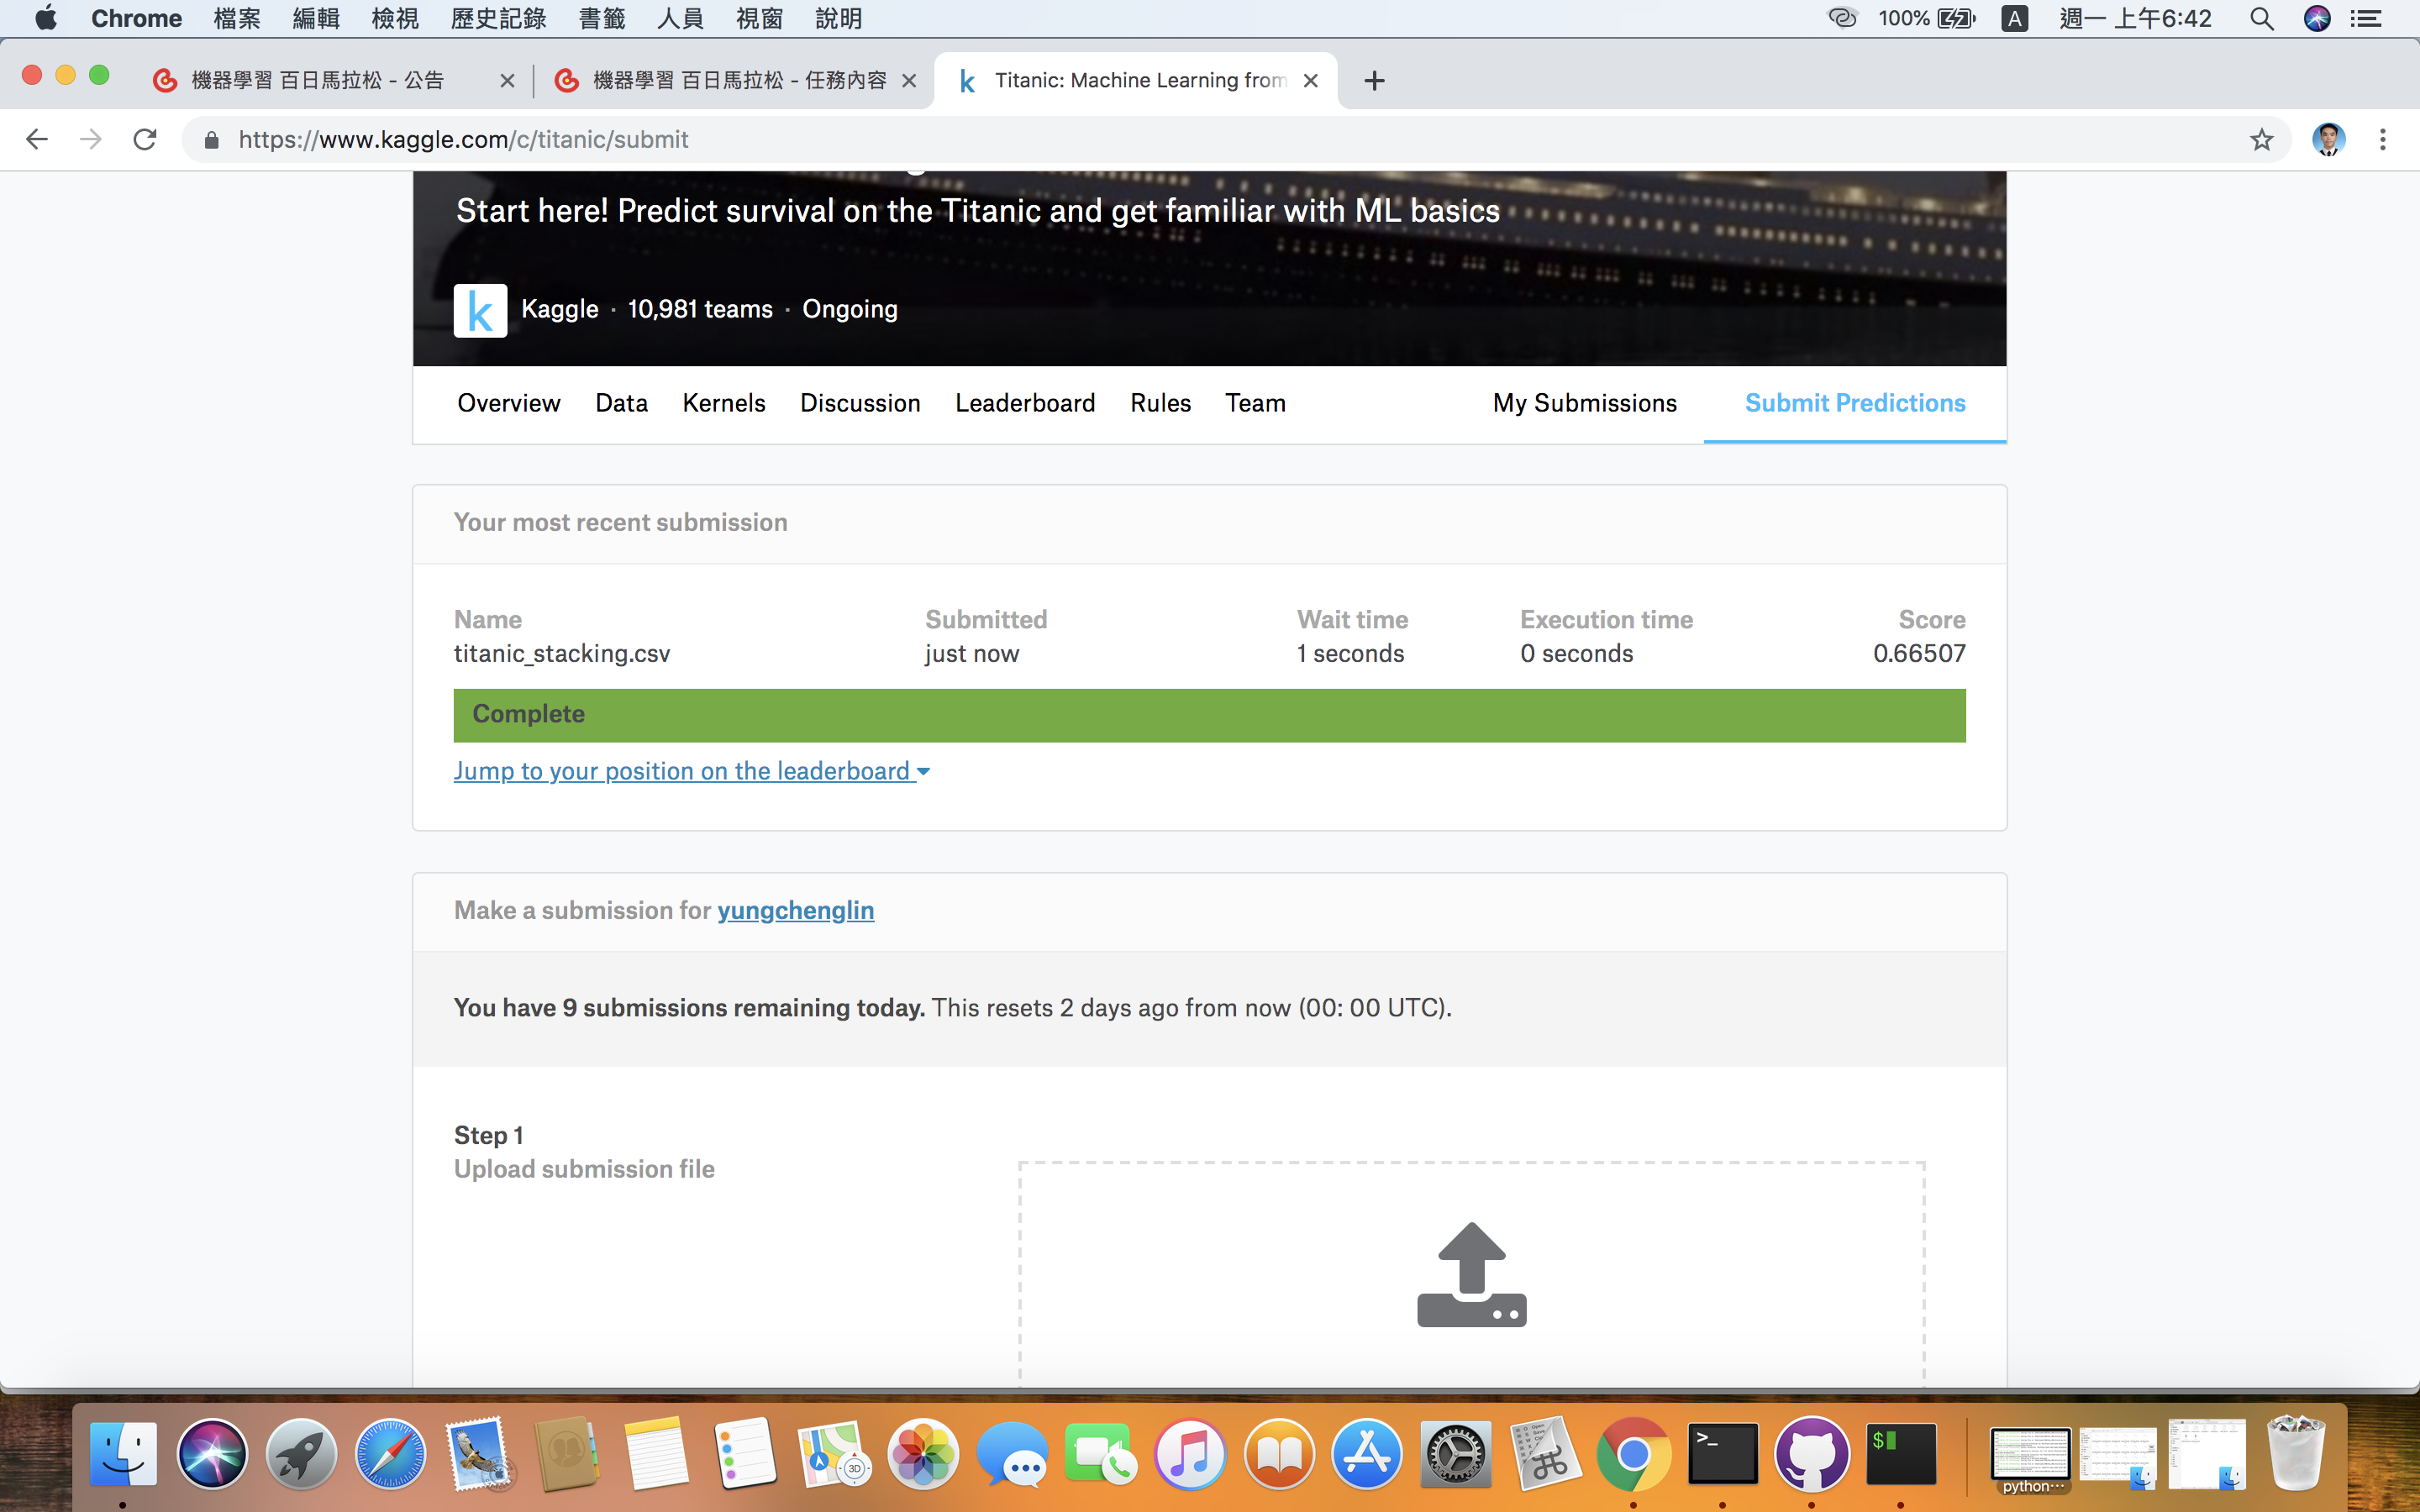 Chrome 檔案 編輯 檢視 歷史記錄 書籤 人員 視窗 說明 100% A 週一 上午6:42
機器學習 百日馬拉松 - 公告 機器學習 百日馬拉松 - 任務內容 Titanic: Machine Learning from
https://www.kaggle.com/c/titanic/submit
Start here! Predict survival on the Titanic and get familiar with ML basics
k Kaggle · 10,981 teams · Ongoing
Overview Data Kernels Discussion Leaderboard Rules Team My Submissions Submit Predictions
Your most recent submission
Name Submitted Wait time Execution time Score
titanic_stacking.csv just now 1 seconds 0 seconds 0.66507
Complete
Jump to your position on the leaderboard
Make a submission for yungchenglin
You have 9 submissions remaining today. This resets 2 days ago from now (00: 00 UTC).
Step 1
Upload submission file
3D
>_
$
python⋯